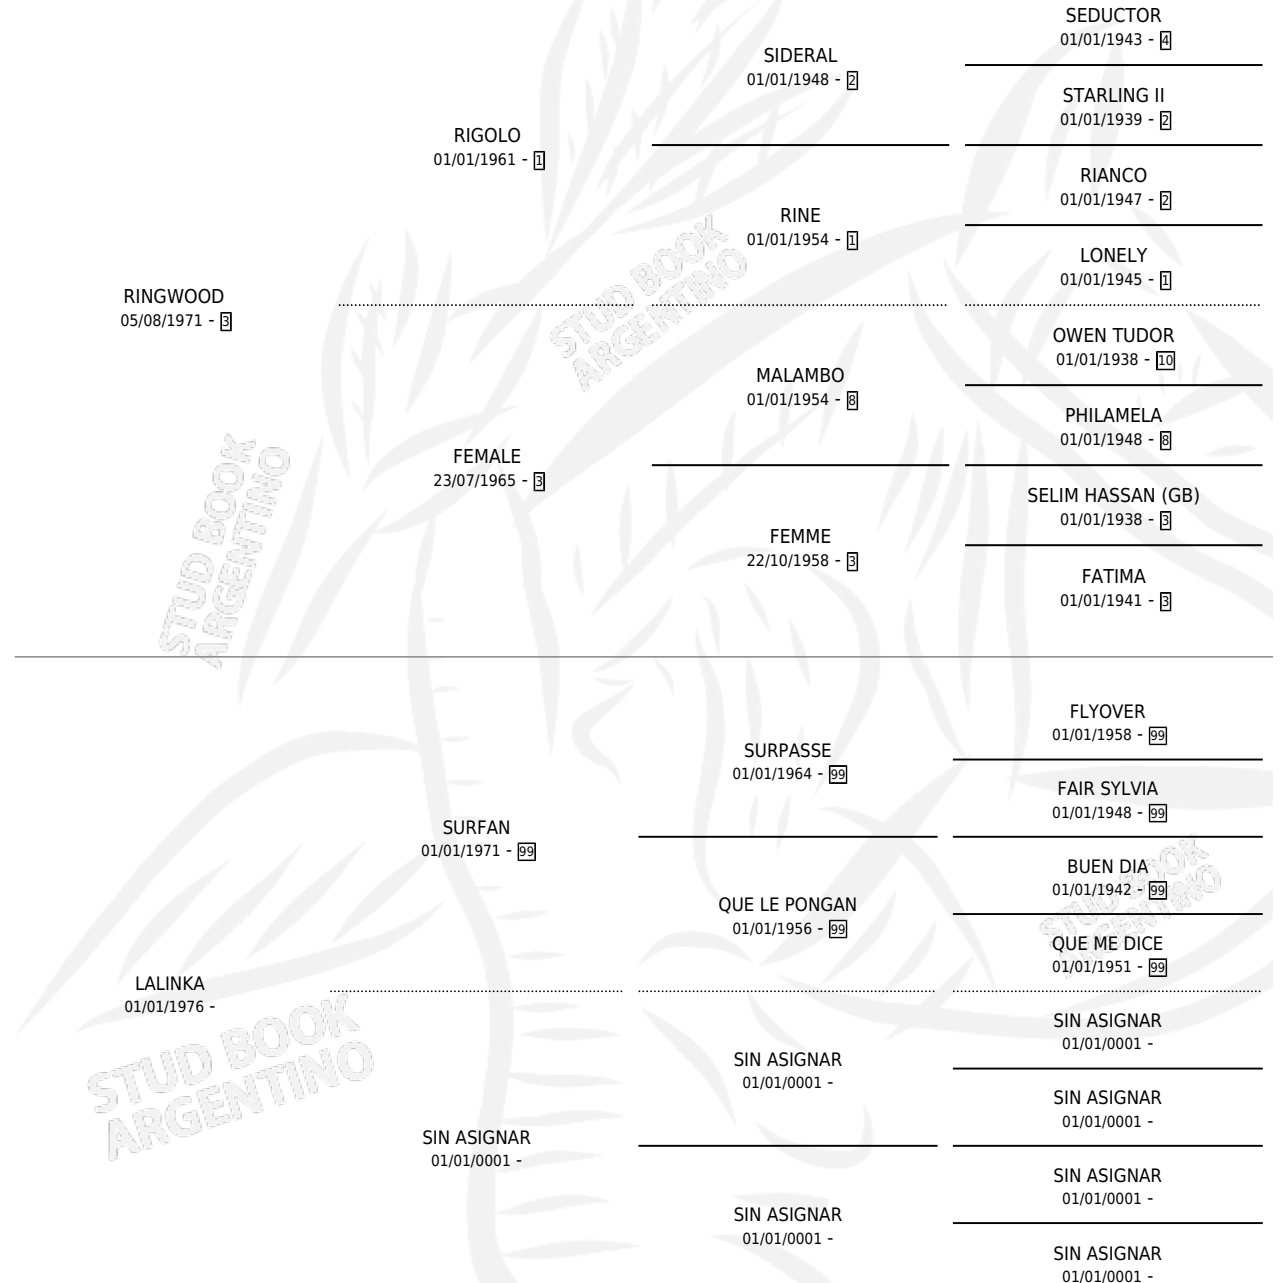 SEDUCTOR
01/01/1943 - 4
SIDERAL
01/01/1948 - 2
STARLING II
01/01/1939 - 2
RIGOLO
01/01/1961 - 1
RIANCO
01/01/1947 - 2
RINE
01/01/1954 - 1
LONELY
01/01/1945 - 1
RINGWOOD
05/08/1971 - 3
OWEN TUDOR
01/01/1938 - 10
MALAMBO
01/01/1954 - 8
PHILAMELA
01/01/1948 - 8
FEMALE
23/07/1965 - 3
SELIM HASSAN (GB)
01/01/1938 - 3
FEMME
22/10/1958 - 3
FATIMA
01/01/1941 - 3
FLYOVER
01/01/1958 - 99
SURPASSE
01/01/1964 - 99
FAIR SYLVIA
01/01/1948 - 99
SURFAN
01/01/1971 - 99
BUEN DIA
01/01/1942 - 99
QUE LE PONGAN
01/01/1956 - 99
QUE ME DICE
01/01/1951 - 99
LALINKA
01/01/1976 -
SIN ASIGNAR
01/01/0001 -
SIN ASIGNAR
01/01/0001 -
SIN ASIGNAR
01/01/0001 -
SIN ASIGNAR
01/01/0001 -
SIN ASIGNAR
01/01/0001 -
SIN ASIGNAR
01/01/0001 -
SIN ASIGNAR
01/01/0001 -
STUD BOOK
ARGENTINO
STUD BOOK
ARGENTINO
STUD BOOK
ARGENTINO
STUD BOOK
ARGENTINO